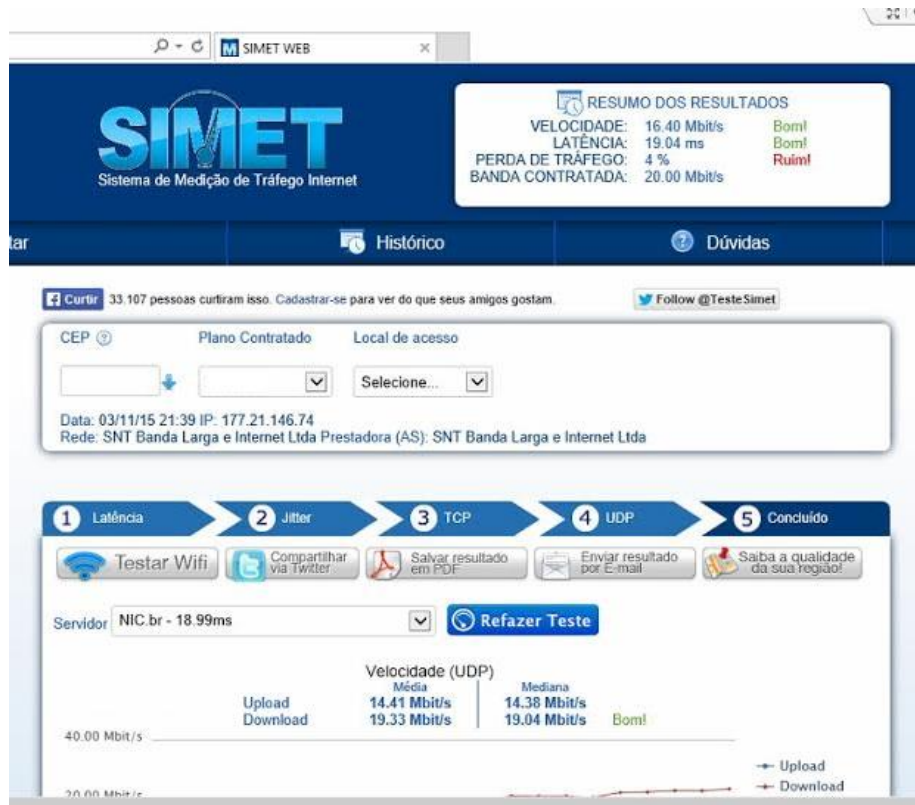 SIMET WEB
SIMET
Sistema de Medição de Tráfego Internet
RESUMO DOS RESULTADOS
VELOCIDADE: 16.40 Mbit/s Bom!
LATÊNCIA: 19.04 ms Bom!
PERDA DE TRÁFEGO: 4 % Ruim!
BANDA CONTRATADA: 20.00 Mbit/s
tar Histórico Dúvidas
Curtir 33.107 pessoas curtiram isso. Cadastrar-se para ver do que seus amigos gostam. Follow @TesteSimet
CEP Plano Contratado Local de acesso
Selecione...
Data: 03/11/15 21:39 IP: 177.21.146.74
Rede: SNT Banda Larga e Internet Ltda Prestadora (AS): SNT Banda Larga e Internet Ltda
1 Latência 2 Jitter 3 TCP 4 UDP 5 Concluído
Testar Wifi
Compartilhar via Twitter
Salvar resultado em PDF
Enviar resultado por E-mail
Saiba a qualidade da sua região!
Servidor NIC.br - 18.99ms Refazer Teste
Velocidade (UDP)
Média Mediana
Upload 14.41 Mbit/s 14.38 Mbit/s
Download 19.33 Mbit/s 19.04 Mbit/s Bom!
40.00 Mbit/s
Upload
Download
20.00 Mbit/s